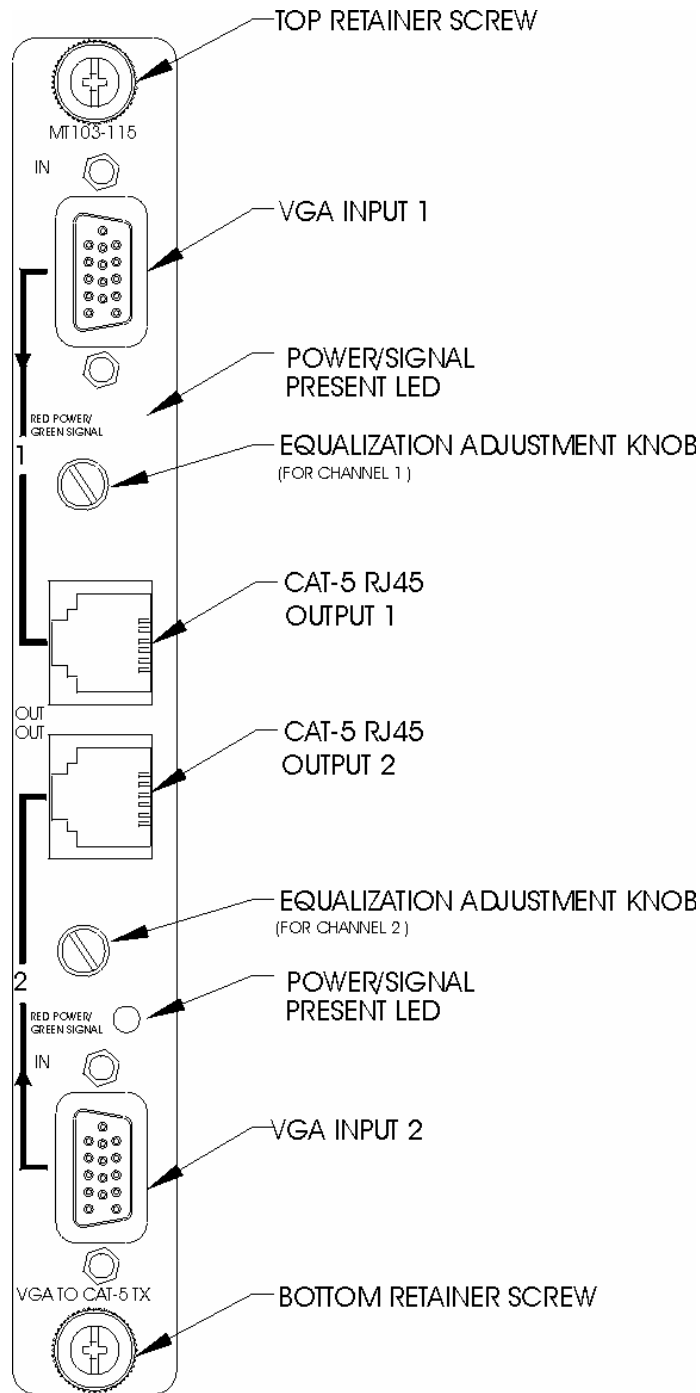 TOP RETAINER SCREW
MT103-115
IN
VGA INPUT 1
POWER/SIGNAL
PRESENT LED
RED POWER/
GREEN SIGNAL
1
EQUALIZATION ADJUSTMENT KNOB
(FOR CHANNEL 1)
CAT-5 RJ45
OUTPUT 1
OUT
OUT
CAT-5 RJ45
OUTPUT 2
EQUALIZATION ADJUSTMENT KNOB
(FOR CHANNEL 2)
2
POWER/SIGNAL
PRESENT LED
RED POWER/
GREEN SIGNAL
IN
VGA INPUT 2
VGA TO CAT-5 TX
BOTTOM RETAINER SCREW